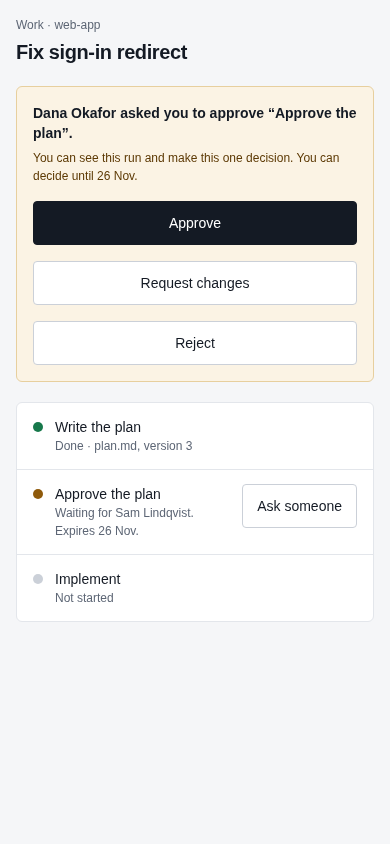 Work · web-app
Fix sign-in redirect
Dana Okafor asked you to approve “Approve the
plan”.
You can see this run and make this one decision. You can
decide until 26 Nov.
Approve
Request changes
Reject
Write the plan
Done · plan.md, version 3
Approve the plan
Waiting for Sam Lindqvist.
Expires 26 Nov.
Ask someone
Implement
Not started